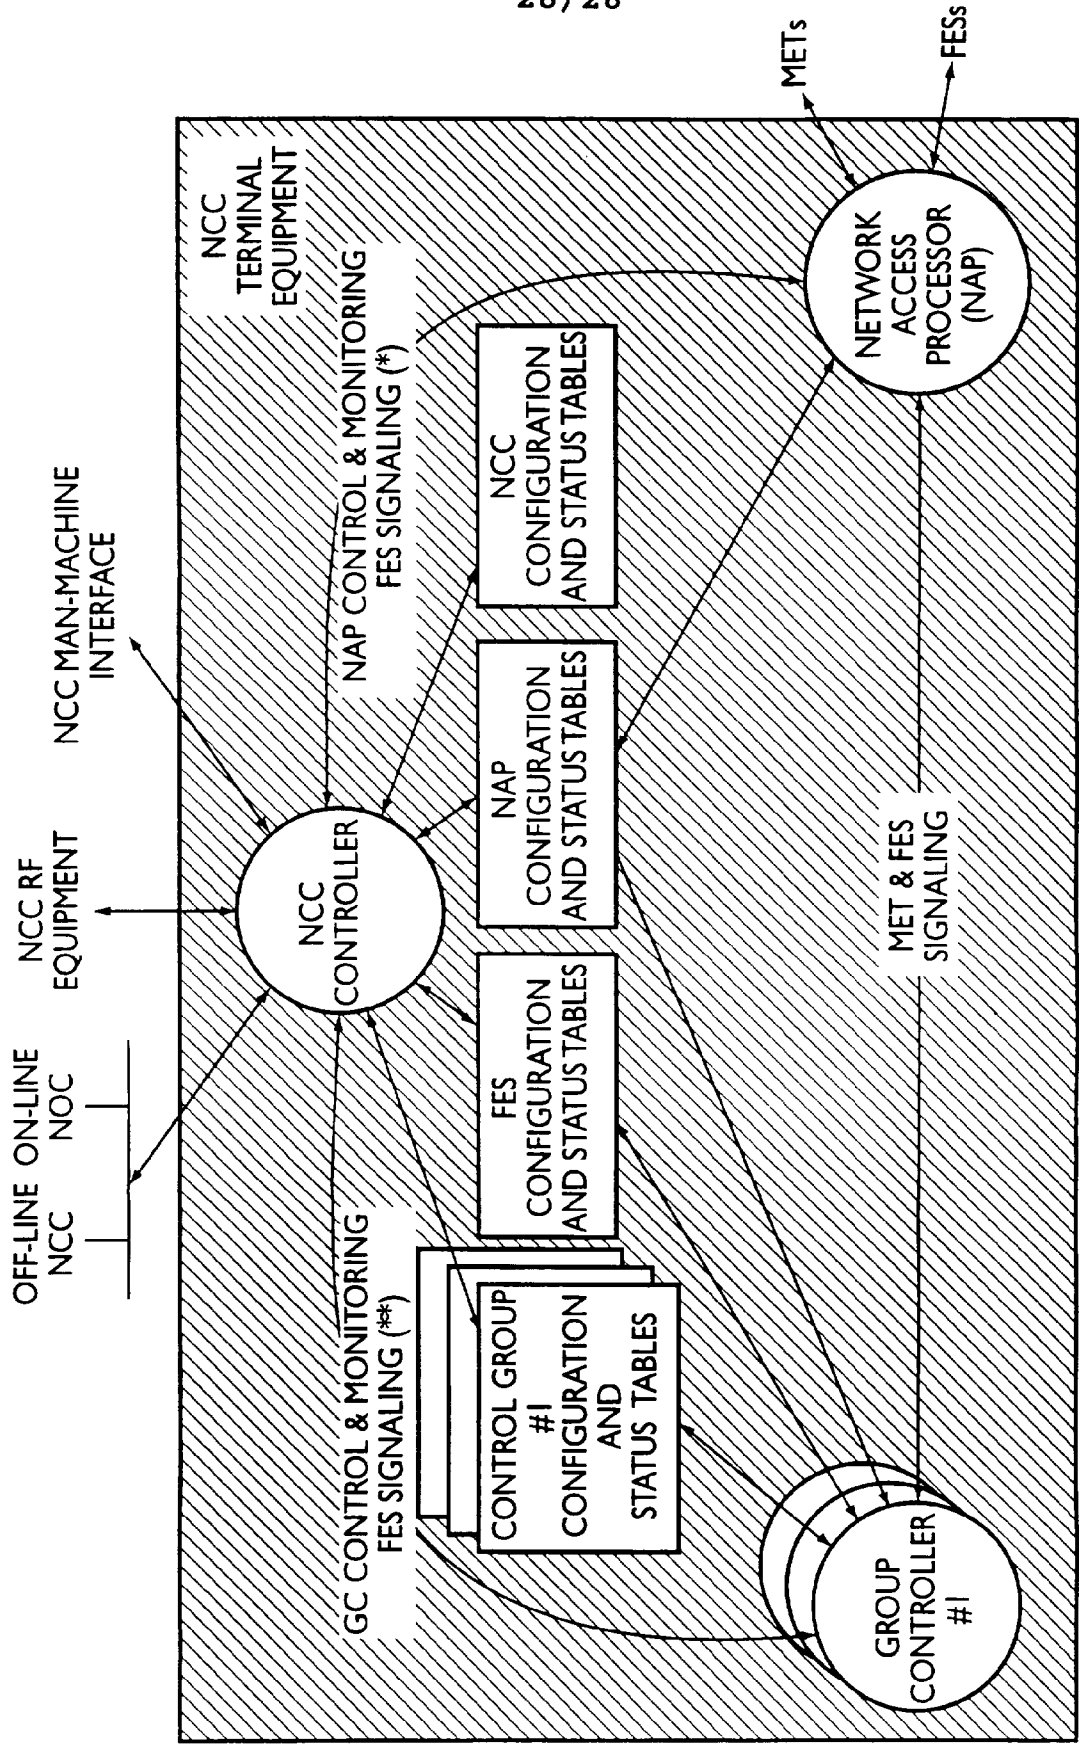 28/28
OFF-LINE ON-LINE
NCC NOC
NCC RF
EQUIPMENT
NCC MAN-MACHINE
INTERFACE
NCC
TERMINAL
EQUIPMENT
METs
FESs
NCC
CONTROLLER
GC CONTROL & MONITORING
FES SIGNALING (**)
NAP CONTROL & MONITORING
FES SIGNALING (*)
CONTROL GROUP
#1
CONFIGURATION
AND
STATUS TABLES
FES
CONFIGURATION
AND STATUS TABLES
NAP
CONFIGURATION
AND STATUS TABLES
NCC
CONFIGURATION
AND STATUS TABLES
GROUP
CONTROLLER
#1
MET & FES
SIGNALING
NETWORK
ACCESS
PROCESSOR
(NAP)